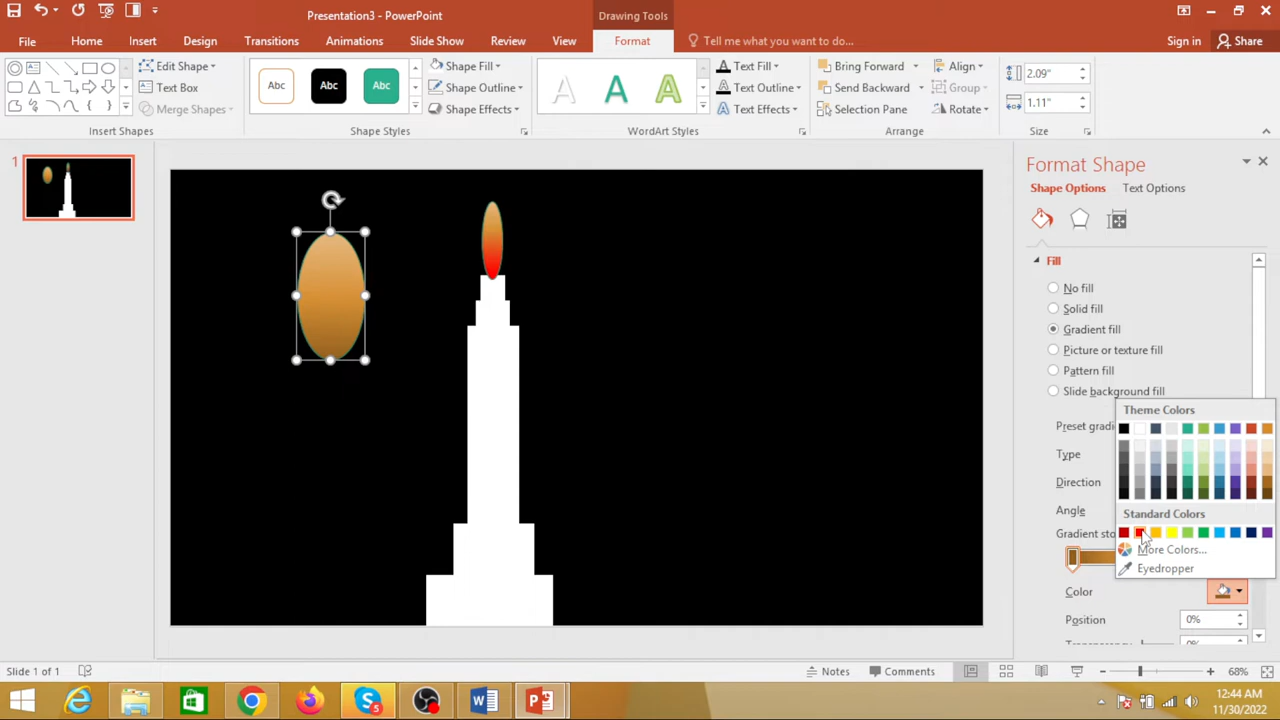 Presentation3 - PowerPoint
Drawing Tools
File
Home
Insert
Design
Transitions
Animations
Slide Show
Review
View
Format
Tell me what you want to do...
Sign in
Share
Edit Shape
Text Box
Merge Shapes
Insert Shapes
Abc
Abc
Abc
Shape Fill
Shape Outline
Shape Effects
Shape Styles
A
A
A
Text Fill
Text Outline
Text Effects
WordArt Styles
Bring Forward
Send Backward
Selection Pane
Align
Group
Rotate
Arrange
2.09"
1.11"
Size
1
Format Shape
Shape Options
Text Options
Fill
No fill
Solid fill
Gradient fill
Picture or texture fill
Pattern fill
Slide background fill
Preset gradi
Type
Direction
Angle
Gradient sto
Theme Colors
Standard Colors
More Colors...
Eyedropper
Color
Position
0%
Slide 1 of 1
Notes
Comments
68%
12:44 AM
11/30/2022